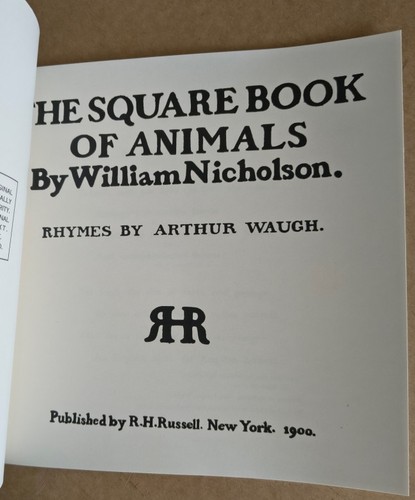 THE SQUARE BOOK
OF ANIMALS
By William Nicholson.
RHYMES BY ARTHUR WAUGH.
RHR
Published by R.H.Russell. New York. 1900.